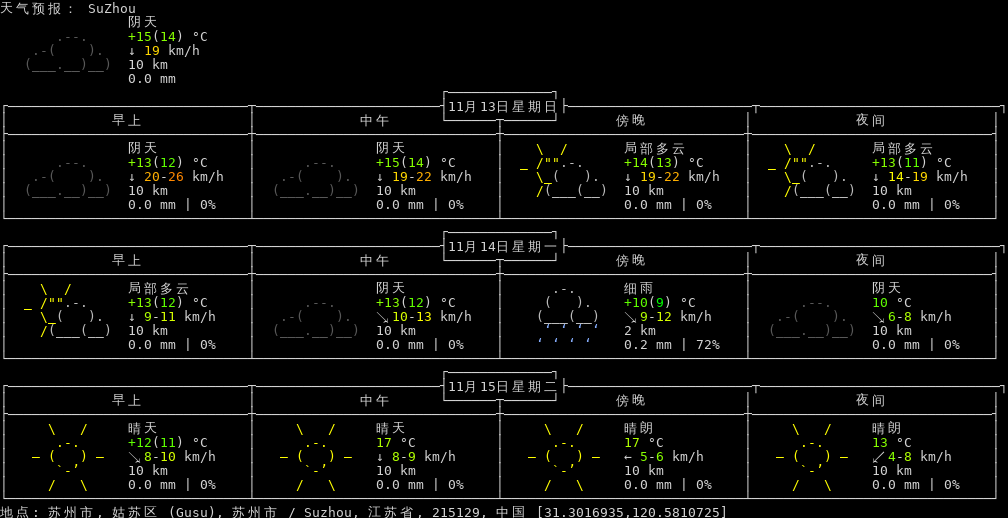 天气预报: SuZhou
阴天
+15(14) °C
↓ 19 km/h
10 km
0.0 mm
11月13日星期日
早上 中午 傍晚 夜间
阴天 阴天 局部多云 局部多云
+13(12) °C +15(14) °C +14(13) °C +13(11) °C
↓ 20-26 km/h ↓ 19-22 km/h ↓ 19-22 km/h ↓ 14-19 km/h
10 km 10 km 10 km 10 km
0.0 mm | 0% 0.0 mm | 0% 0.0 mm | 0% 0.0 mm | 0%
11月14日星期一
早上 中午 傍晚 夜间
局部多云 阴天 细雨 阴天
+13(12) °C +13(12) °C +10(9) °C 10 °C
↓ 9-11 km/h ↘ 10-13 km/h ↘ 9-12 km/h ↘ 6-8 km/h
10 km 10 km 2 km 10 km
0.0 mm | 0% 0.0 mm | 0% 0.2 mm | 72% 0.0 mm | 0%
11月15日星期二
早上 中午 傍晚 夜间
晴天 晴天 晴朗 晴朗
+12(11) °C 17 °C 17 °C 13 °C
↘ 8-10 km/h ↓ 8-9 km/h ← 5-6 km/h ↙ 4-8 km/h
10 km 10 km 10 km 10 km
0.0 mm | 0% 0.0 mm | 0% 0.0 mm | 0% 0.0 mm | 0%
地点: 苏州市, 姑苏区 (Gusu), 苏州市 / Suzhou, 江苏省, 215129, 中国 [31.3016935,120.5810725]